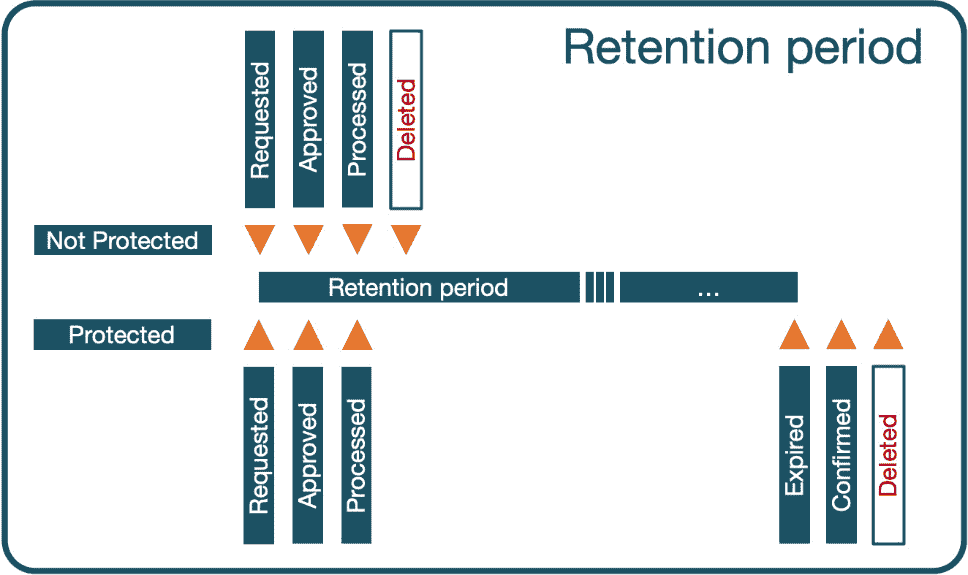 Retention period
Requested
Approved
Processed
Deleted
Not Protected
Retention period
...
Protected
Requested
Approved
Processed
Expired
Confirmed
Deleted